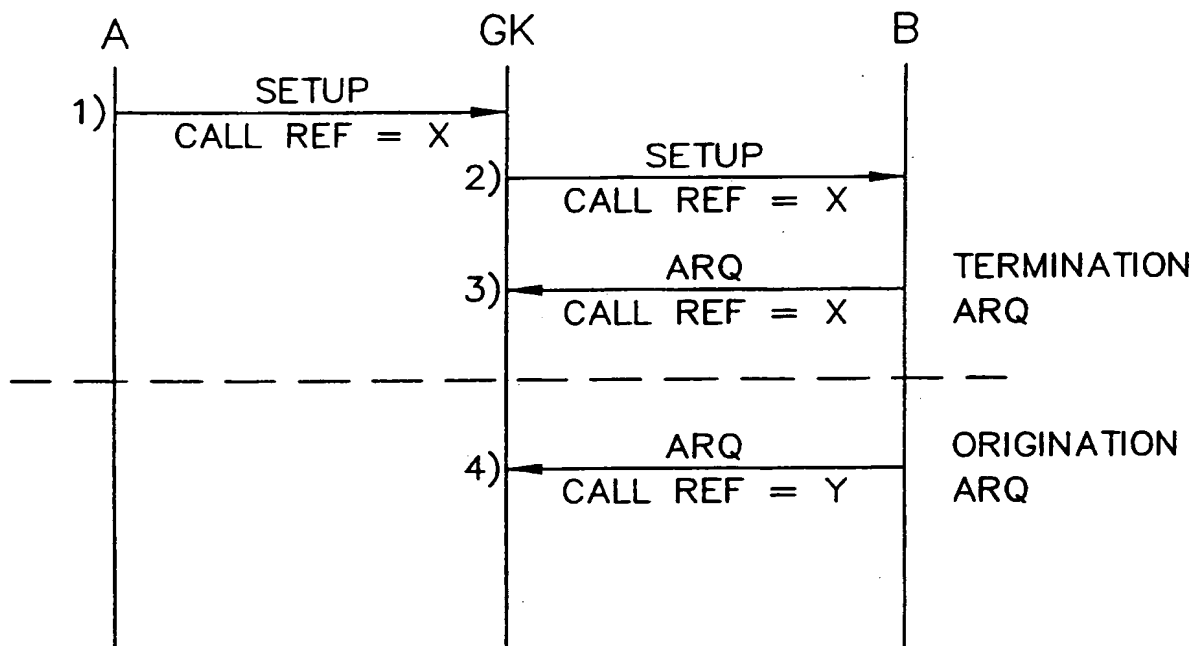 A GK B
1) SETUP
CALL REF = X
2) SETUP
CALL REF = X
3) ARQ
CALL REF = X
TERMINATION
ARQ
4) ARQ
CALL REF = Y
ORIGINATION
ARQ